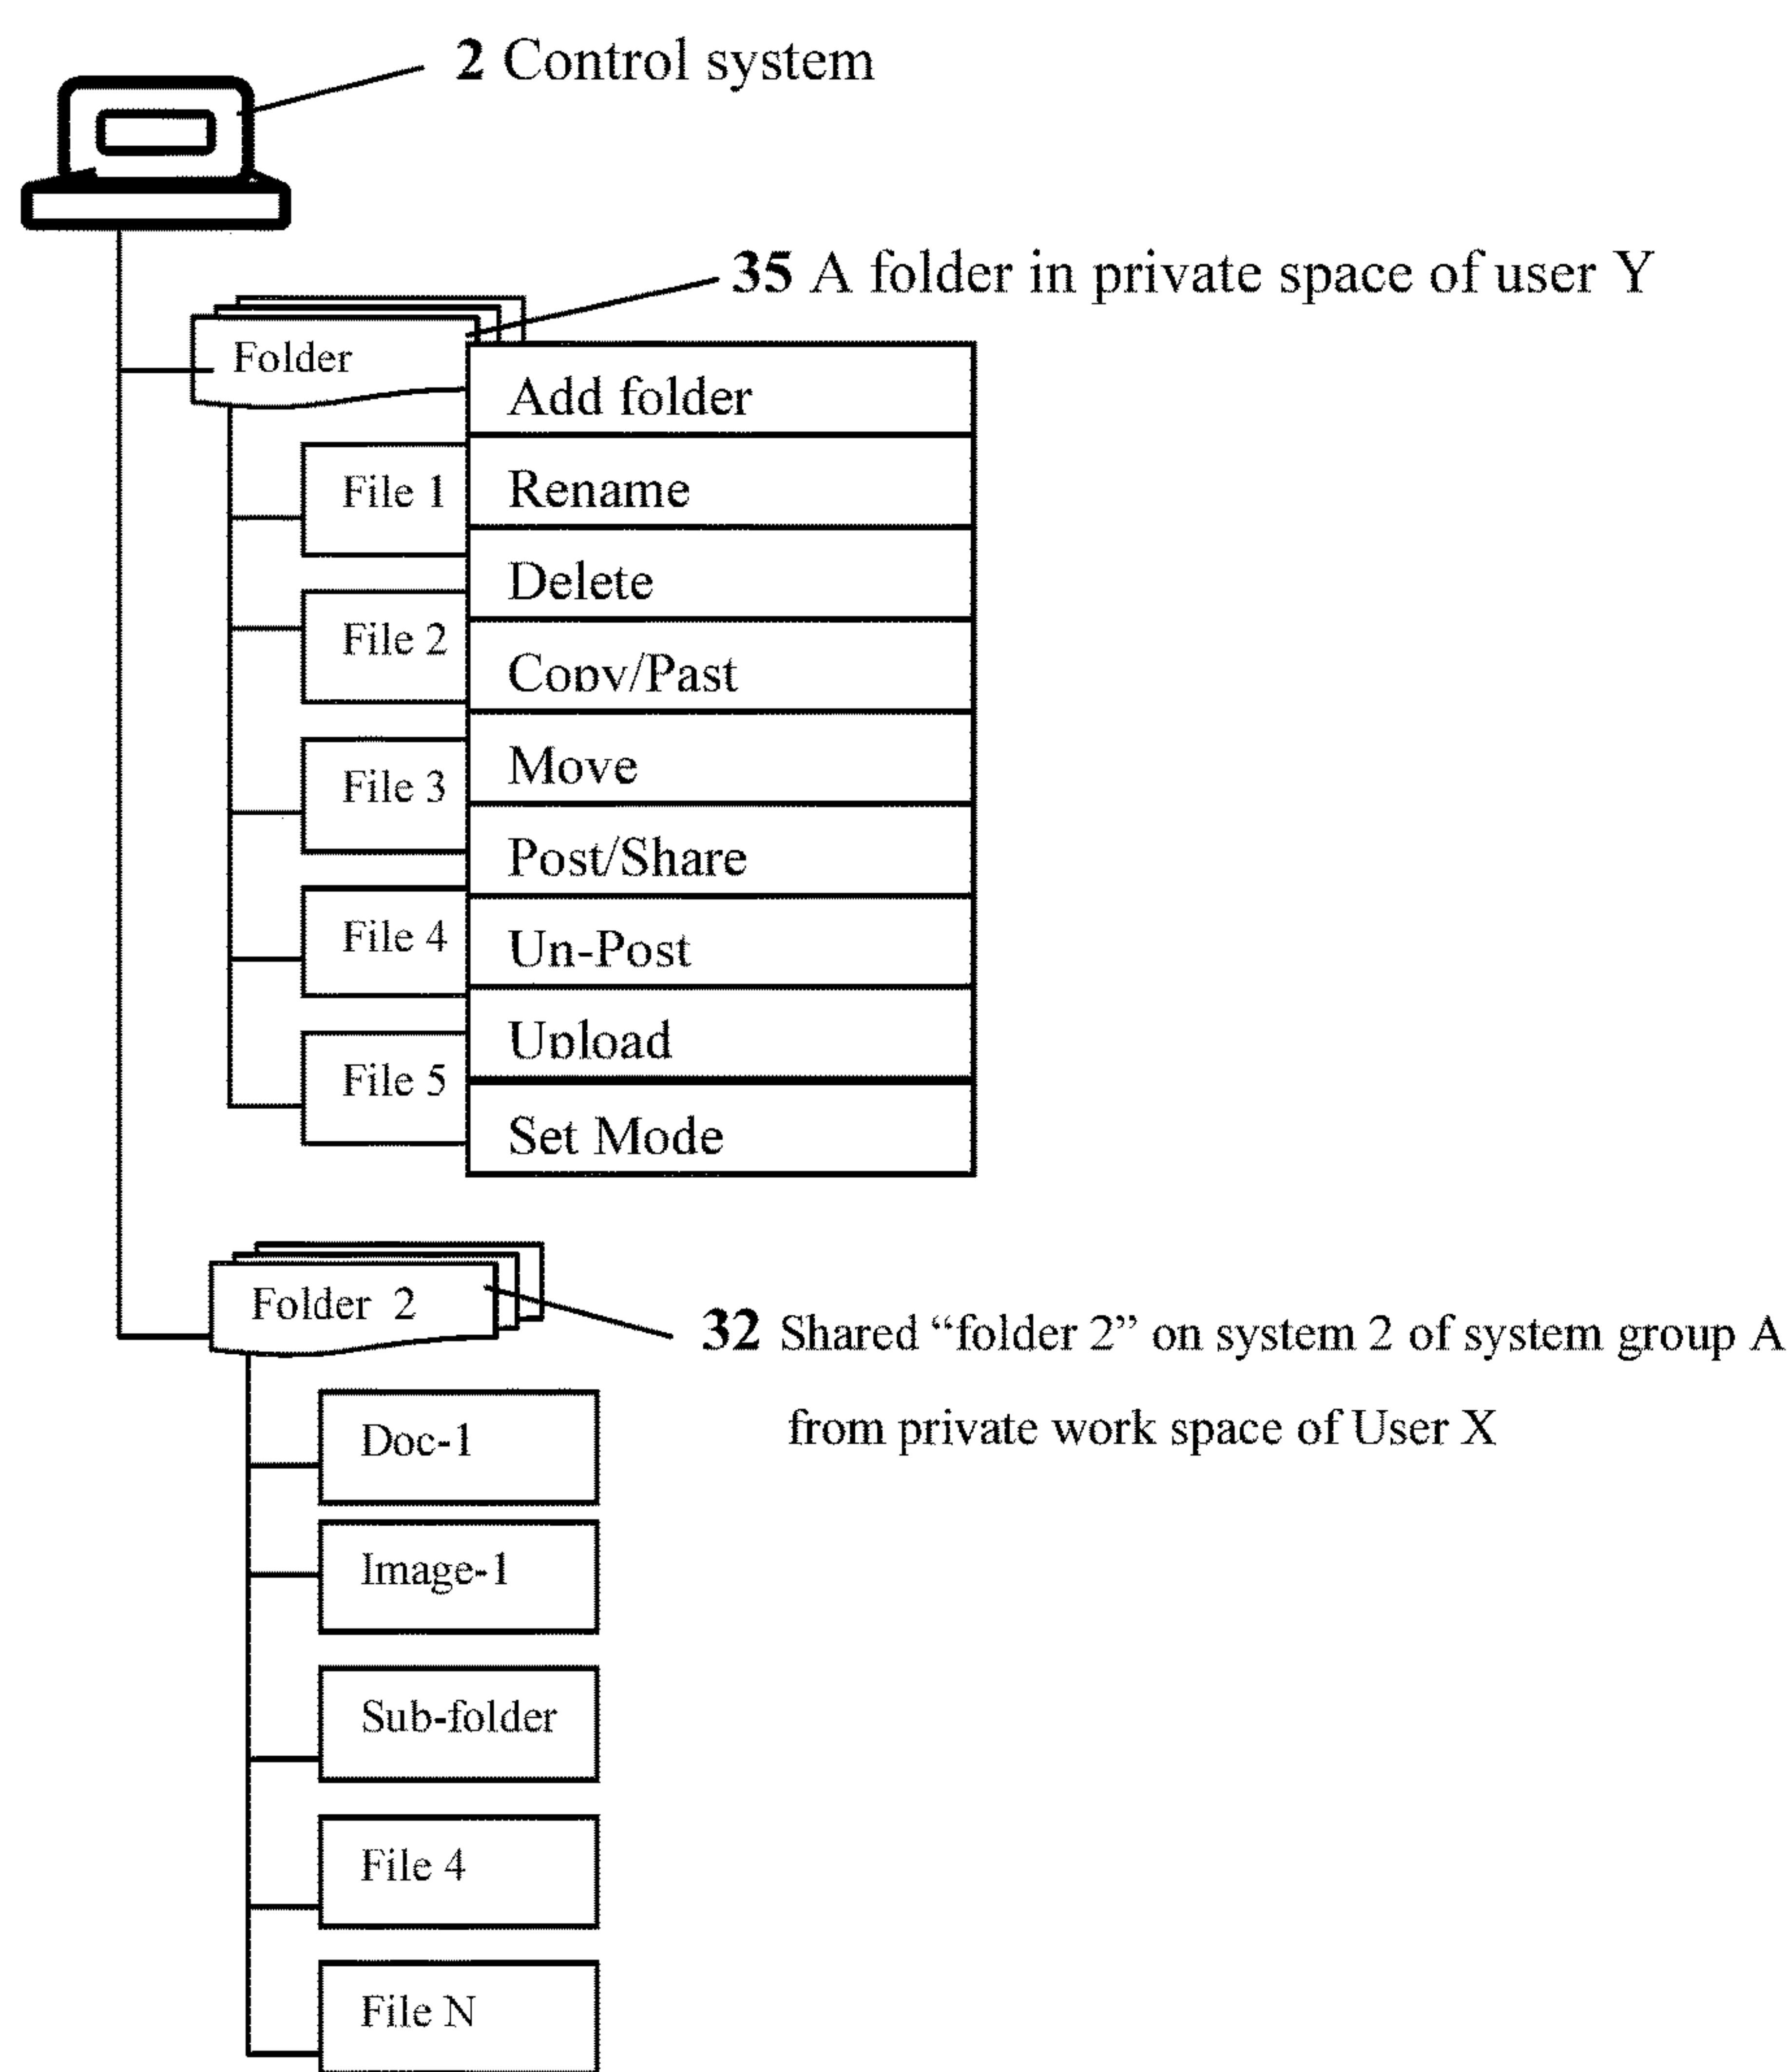 2 Control system
35 A folder in private space of user Y
Folder
Add folder
File 1
Rename
Delete
File 2
Copy/Past
Move
File 3
Post/Share
File 4
Un-Post
Upload
File 5
Set Mode
Folder 2
32 Shared “folder 2” on system 2 of system group A
from private work space of User X
Doc-1
Image-1
Sub-folder
File 4
File N